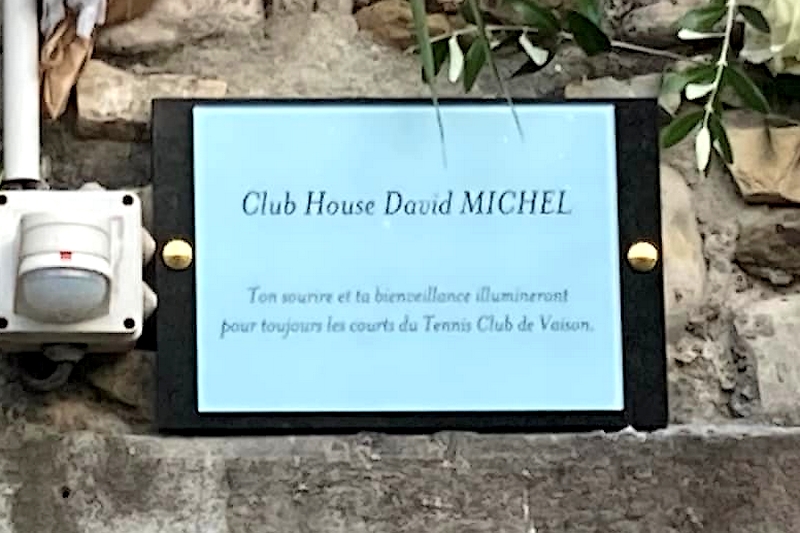 Club House David MICHEL
Ton sourire et ta bienveillance illumineront
pour toujours les courts du Tennis Club de Vaison.